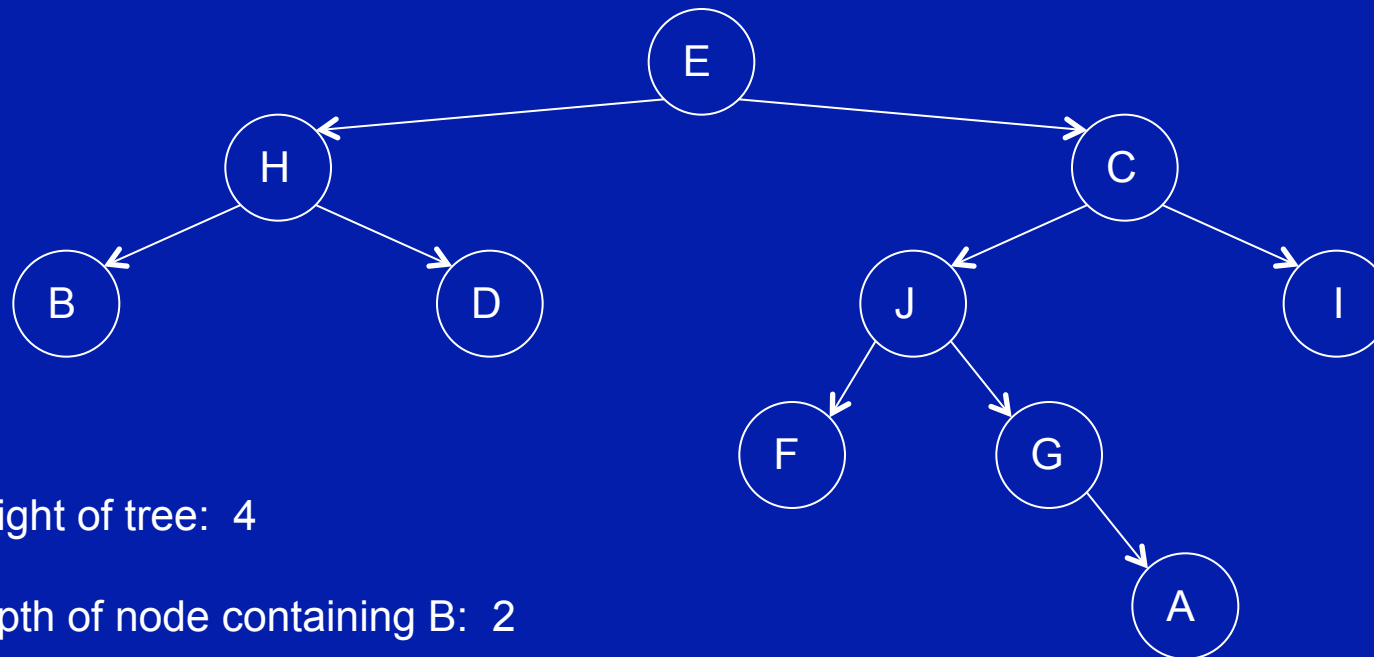 E
H C
B D J I
F G
ight of tree: 4
A
pth of node containing B: 2